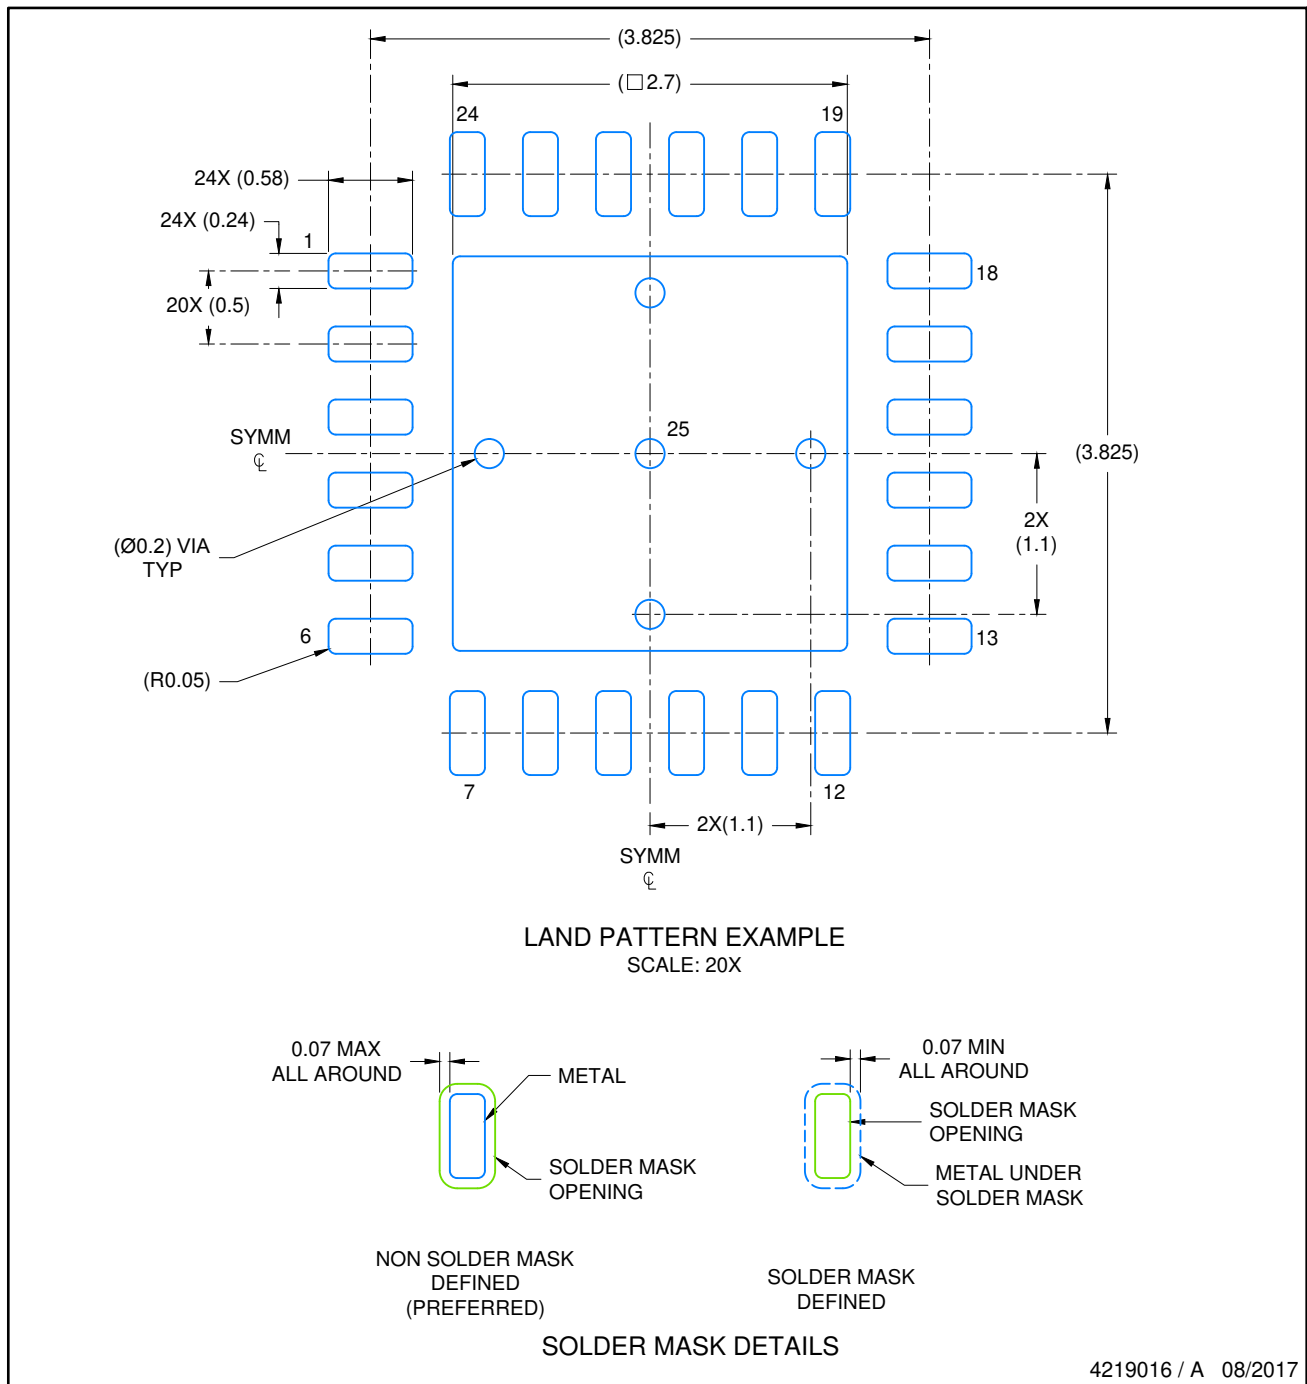 (3.825)
(□2.7)
24
19
24X (0.58)
24X (0.24)
1
18
20X (0.5)
SYMM
℄
25
(3.825)
2X
(1.1)
(Ø0.2) VIA
TYP
6
13
(R0.05)
7
12
2X(1.1)
SYMM
℄
LAND PATTERN EXAMPLE
SCALE: 20X
0.07 MAX
ALL AROUND
METAL
SOLDER MASK
OPENING
NON SOLDER MASK
DEFINED
(PREFERRED)
0.07 MIN
ALL AROUND
SOLDER MASK
OPENING
METAL UNDER
SOLDER MASK
SOLDER MASK
DEFINED
SOLDER MASK DETAILS
4219016 / A 08/2017